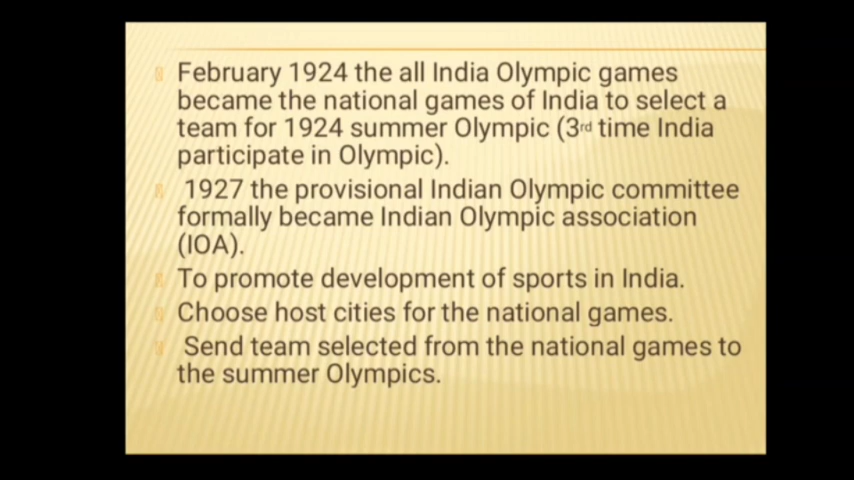 February 1924 the all India Olympic games
became the national games of India to select a
team for 1924 summer Olympic (3rd time India
participate in Olympic).
1927 the provisional Indian Olympic committee
formally became Indian Olympic association
(IOA).
To promote development of sports in India.
Choose host cities for the national games.
Send team selected from the national games to
the summer Olympics.